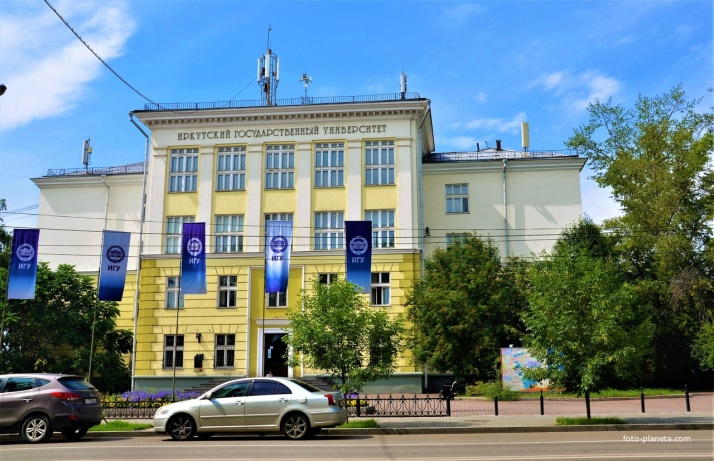 ИРКУТСКИЙ ГОСУДАРСТВЕННЫЙ УНИВЕРСИТЕТ
ИГУ
ИГУ
ИГУ
ИГУ
ИГУ
foto-planeta.com